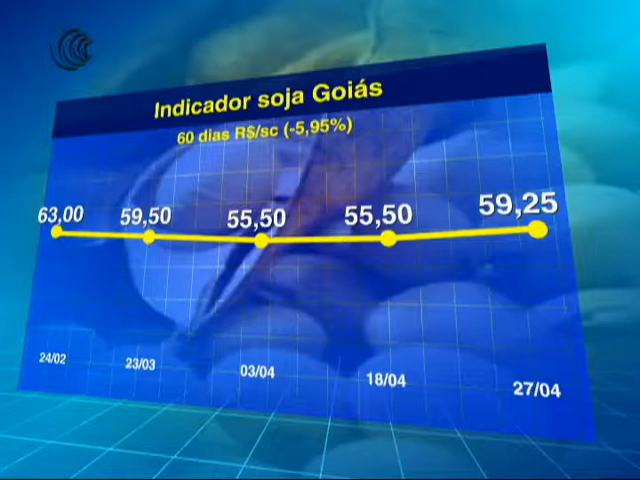 Indicador soja Goiás
60 dias R$/sc (-5,95%)
63,00 59,50 55,50 55,50 59,25
24/02 23/03 03/04 18/04 27/04